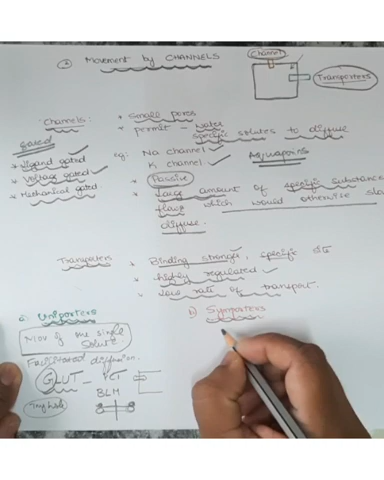 Movement by CHANNELS
Channel
Transporters
Channels:
* Small pores
* permit - Water
specific solutes to diffuse
gated
* Ligand gated
* Voltage gated
* Mechanical gated
eg: Na channel
K channel
Aquaporins
* Passive
* Large amount of specific substance
flow which would otherwise slow
diffuse.
Transporters
* Binding stronger, specific
* highly regulated
* low rate of transport.
a. Uniporters
Mov of the single
Solute
Facilitated diffusion.
GLUT - PCT
BLM
b) Symporters